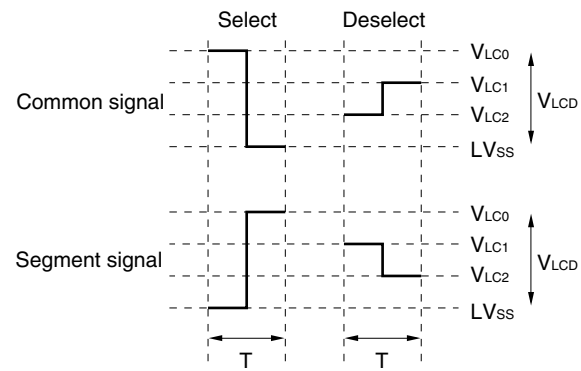 Select Deselect
VLC0
VLC1
Common signal VLCD
VLC2
LVSS
VLC0
VLC1
Segment signal VLCD
VLC2
LVSS
T T